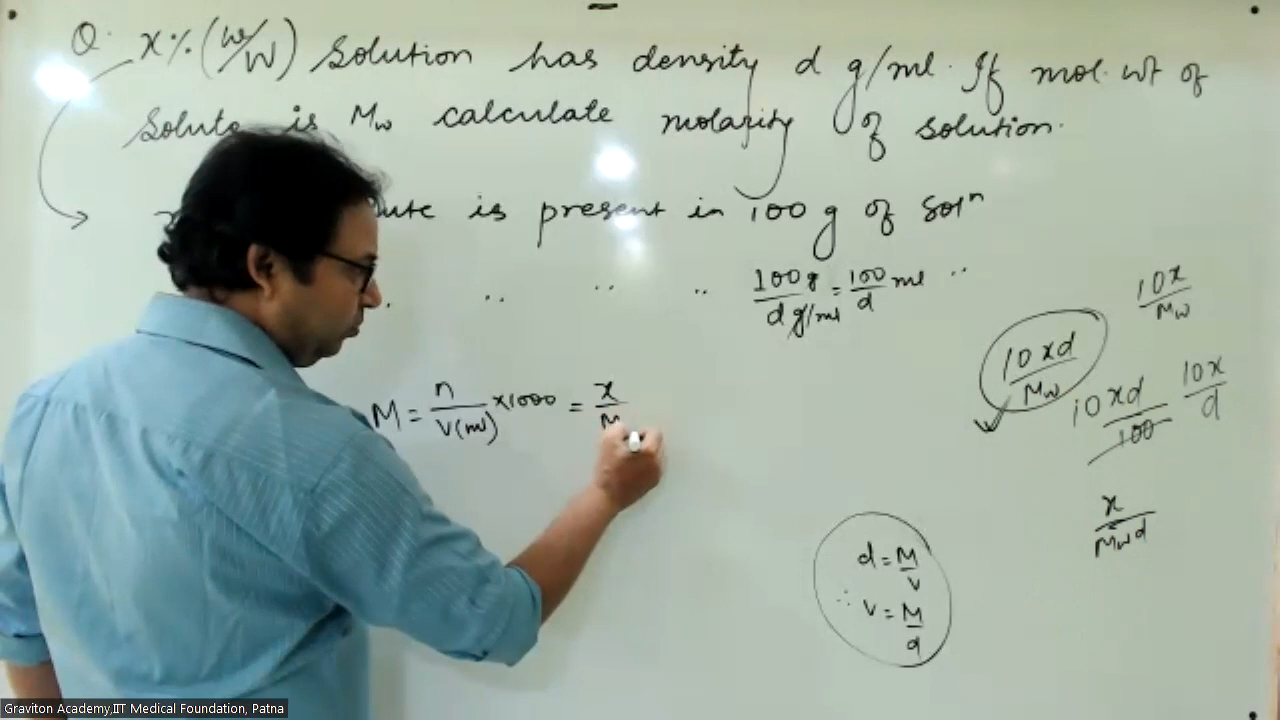 Q. x% (w/W) Solution has density d g/ml. If mol. wt of
Solute is Mw calculate molarity of solution.
is present in 100 g of solⁿ
.. .. .. 100g/d g/ml = 100/d ml ..
M = n/V(ml) ×1000 = x/M
10x/Mw
10xd/Mw
10xd/100
10x/d
x/Mwd
d = M/V
∴ V = M/d
Graviton Academy,IIT Medical Foundation, Patna